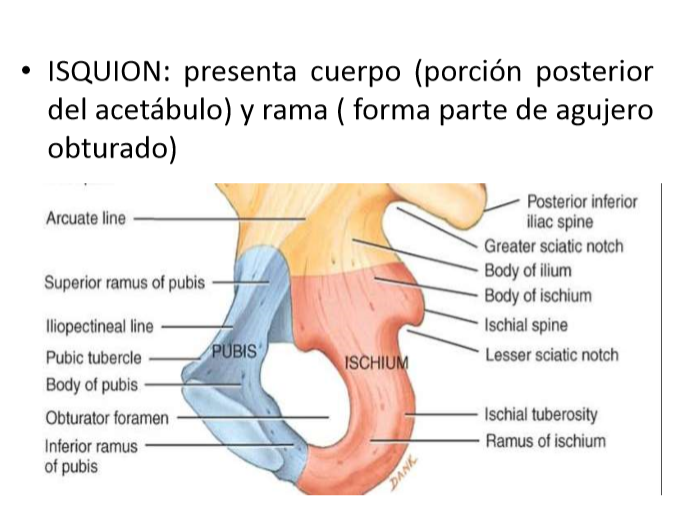 • ISQUION: presenta cuerpo (porción posterior
del acetábulo) y rama ( forma parte de agujero
obturado)
Arcuate line
Superior ramus of pubis
Iliopectineal line
Pubic tubercle
Body of pubis
Obturator foramen
Inferior ramus
of pubis
PUBIS
ISCHIUM
Posterior inferior
iliac spine
Greater sciatic notch
Body of ilium
Body of ischium
Ischial spine
Lesser sciatic notch
Ischial tuberosity
Ramus of ischium
DANK